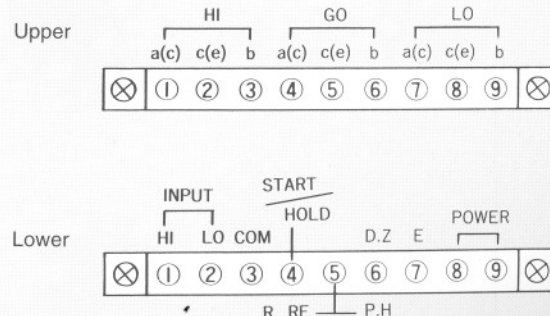 HI GO LO
Upper
a(c) c(e) b a(c) c(e) b a(c) c(e) b
1 2 3 4 5 6 7 8 9
START
INPUT
HOLD
POWER
Lower
HI LO COM D.Z E
1 2 3 4 5 6 7 8 9
R. RE P.H